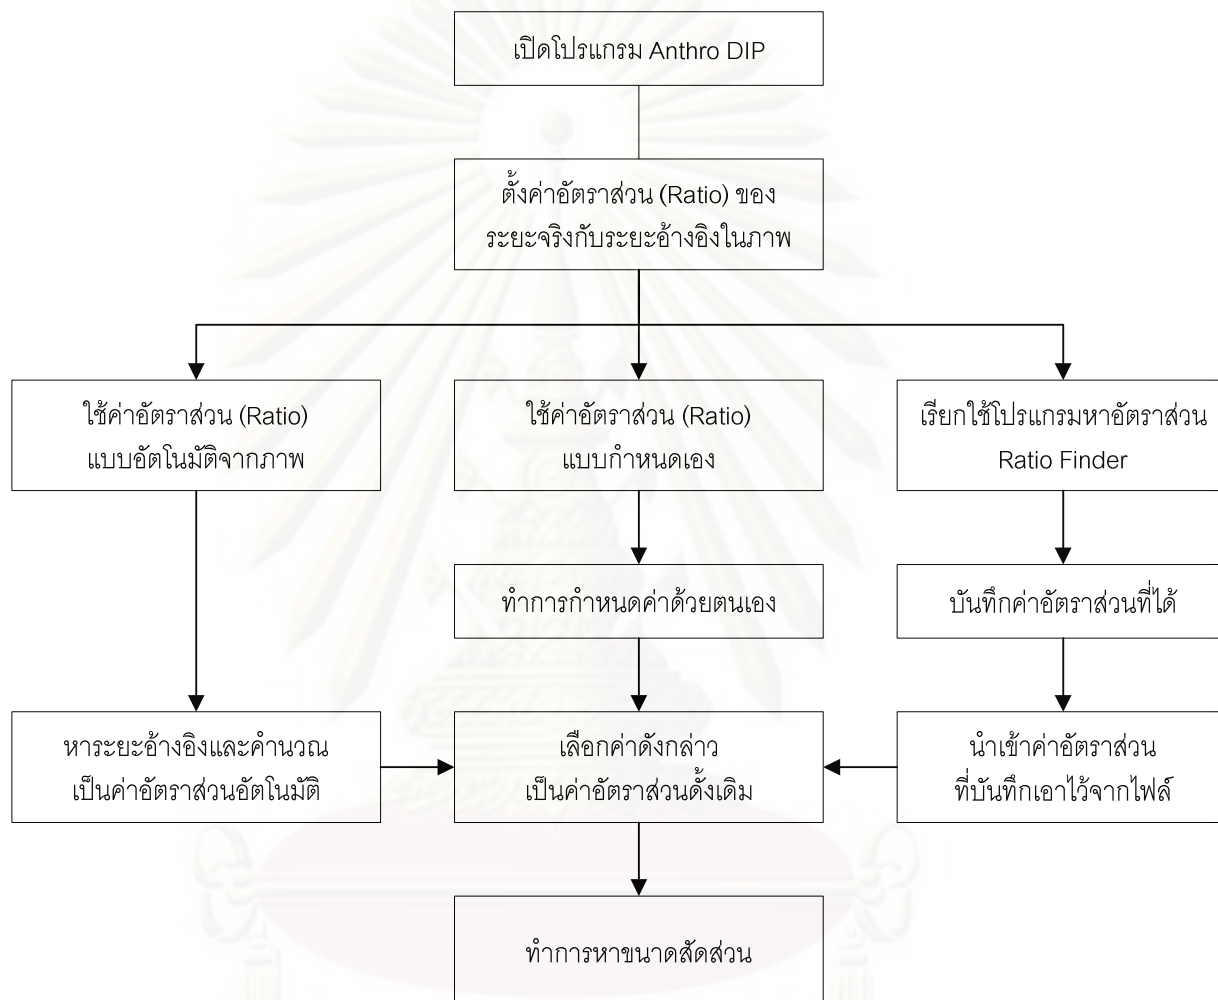 เปิดโปรแกรม Anthro DIP
ตั้งค่าอัตราส่วน (Ratio) ของ
ระยะจริงกับระยะอ้างอิงในภาพ
ใช้ค่าอัตราส่วน (Ratio)
แบบอัตโนมัติจากภาพ
ใช้ค่าอัตราส่วน (Ratio)
แบบกำหนดเอง
เรียกใช้โปรแกรมหาอัตราส่วน
Ratio Finder
ทำการกำหนดค่าด้วยตนเอง
บันทึกค่าอัตราส่วนที่ได้
หาระยะอ้างอิงและคำนวณ
เป็นค่าอัตราส่วนอัตโนมัติ
เลือกค่าดังกล่าว
เป็นค่าอัตราส่วนดั้งเดิม
นำเข้าค่าอัตราส่วน
ที่บันทึกเอาไว้จากไฟล์
ทำการหาขนาดสัดส่วน